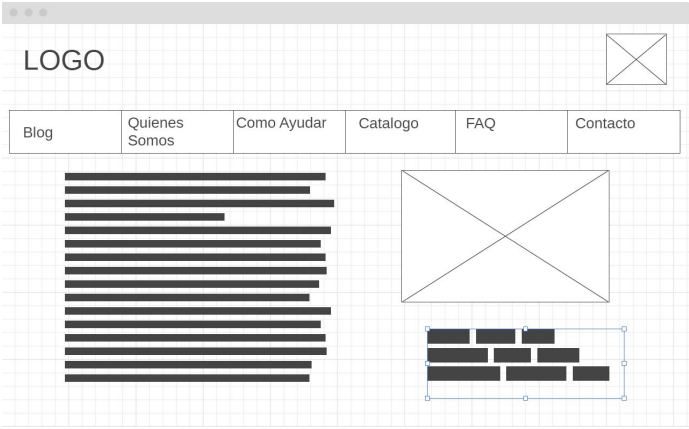 LOGO
Blog
Quienes
Somos
Como Ayudar
Catalogo
FAQ
Contacto